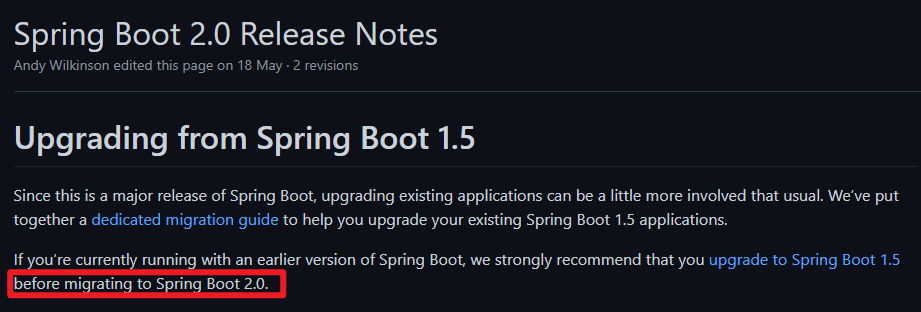 Spring Boot 2.0 Release Notes
Andy Wilkinson edited this page on 18 May · 2 revisions
Upgrading from Spring Boot 1.5
Since this is a major release of Spring Boot, upgrading existing applications can be a little more involved that usual. We've put
together a dedicated migration guide to help you upgrade your existing Spring Boot 1.5 applications.
If you're currently running with an earlier version of Spring Boot, we strongly recommend that you upgrade to Spring Boot 1.5
before migrating to Spring Boot 2.0.